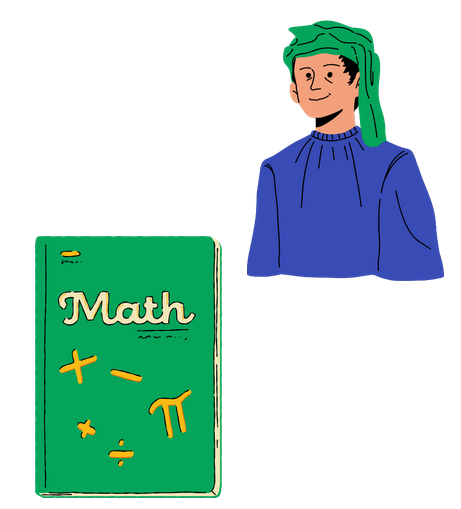 Math
+ −
π
×
÷